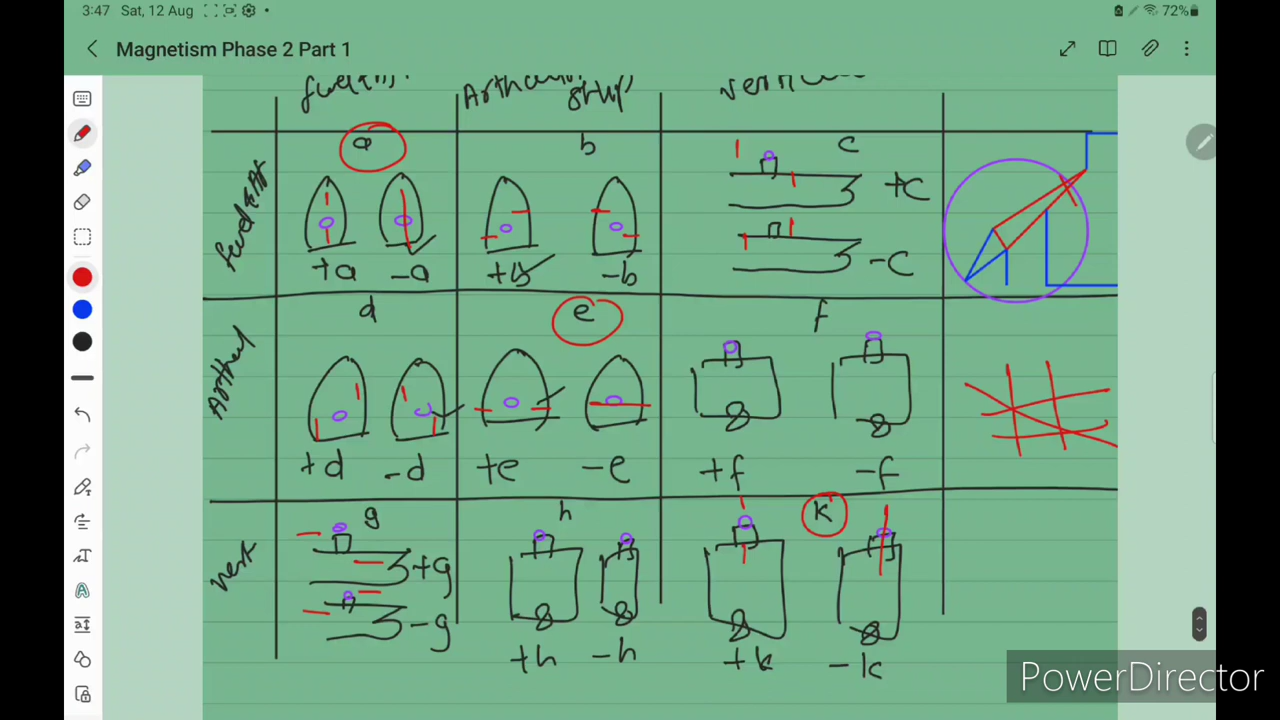 3:47 Sat, 12 Aug
72%
Magnetism Phase 2 Part 1
a b c
+a -a +b -b +c
-c
d e f
+d -d +e -e +f -f
g h k
+g
-g
+h -h +k -k
PowerDirector